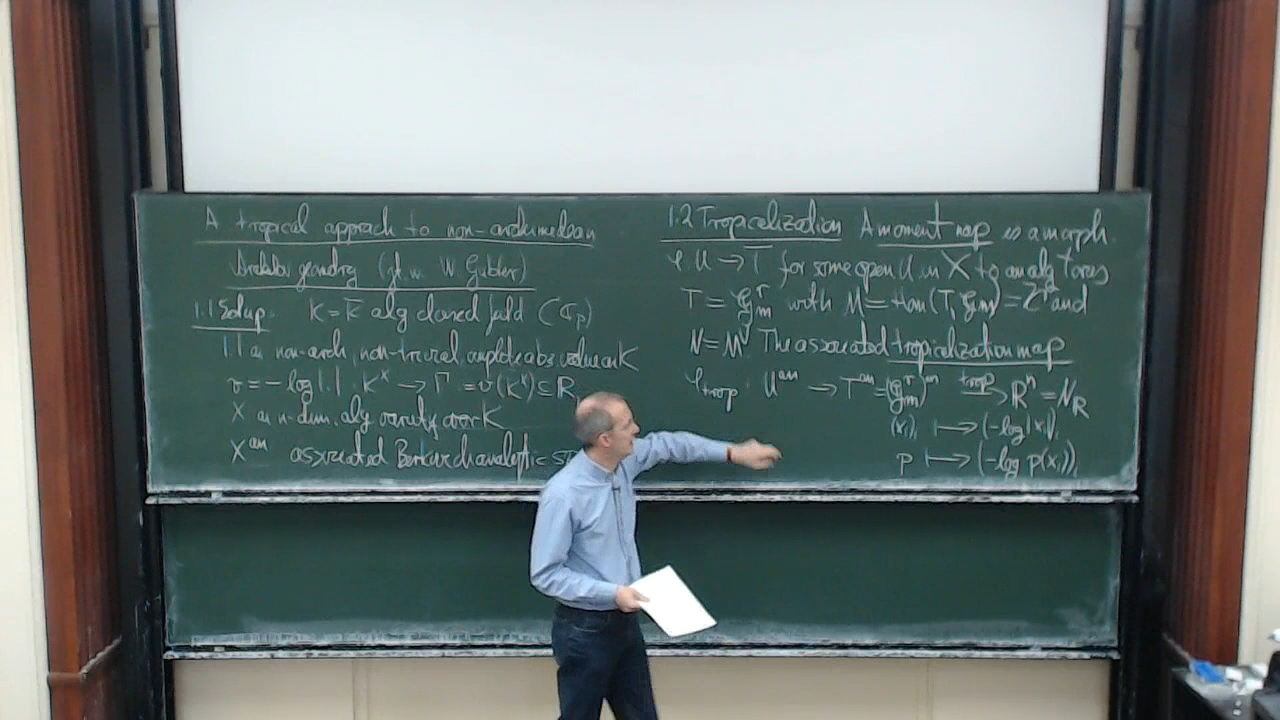 A tropical approch to non-archimedean
Arakelov geometry (jt. w. W Gubler)
1.1 Setup. K = K̄ alg closed field (ℂ_p)
|.| a non-arch, non-trivial, complete abs value on K
v = -log|.| : K^× → Γ = v(K^×) ⊆ ℝ
X an n-dim. alg variety over K
X^an associated Berkovich analytic
1.2 Tropicalization A moment map is a morph.
φ: U → T for some open U in X to an alg torus
T = 𝔾_m^r with M = Hom(T, 𝔾_m) = ℤ^r and
N = M^∨ The associated tropicalization map
φ_trop : U^an → T^an = (𝔾_m^r)^an →^trop ℝ^n = N_ℝ
(x_i)_i ↦ (-log|x_i|)_i
p ↦ (-log p(x_i))_i